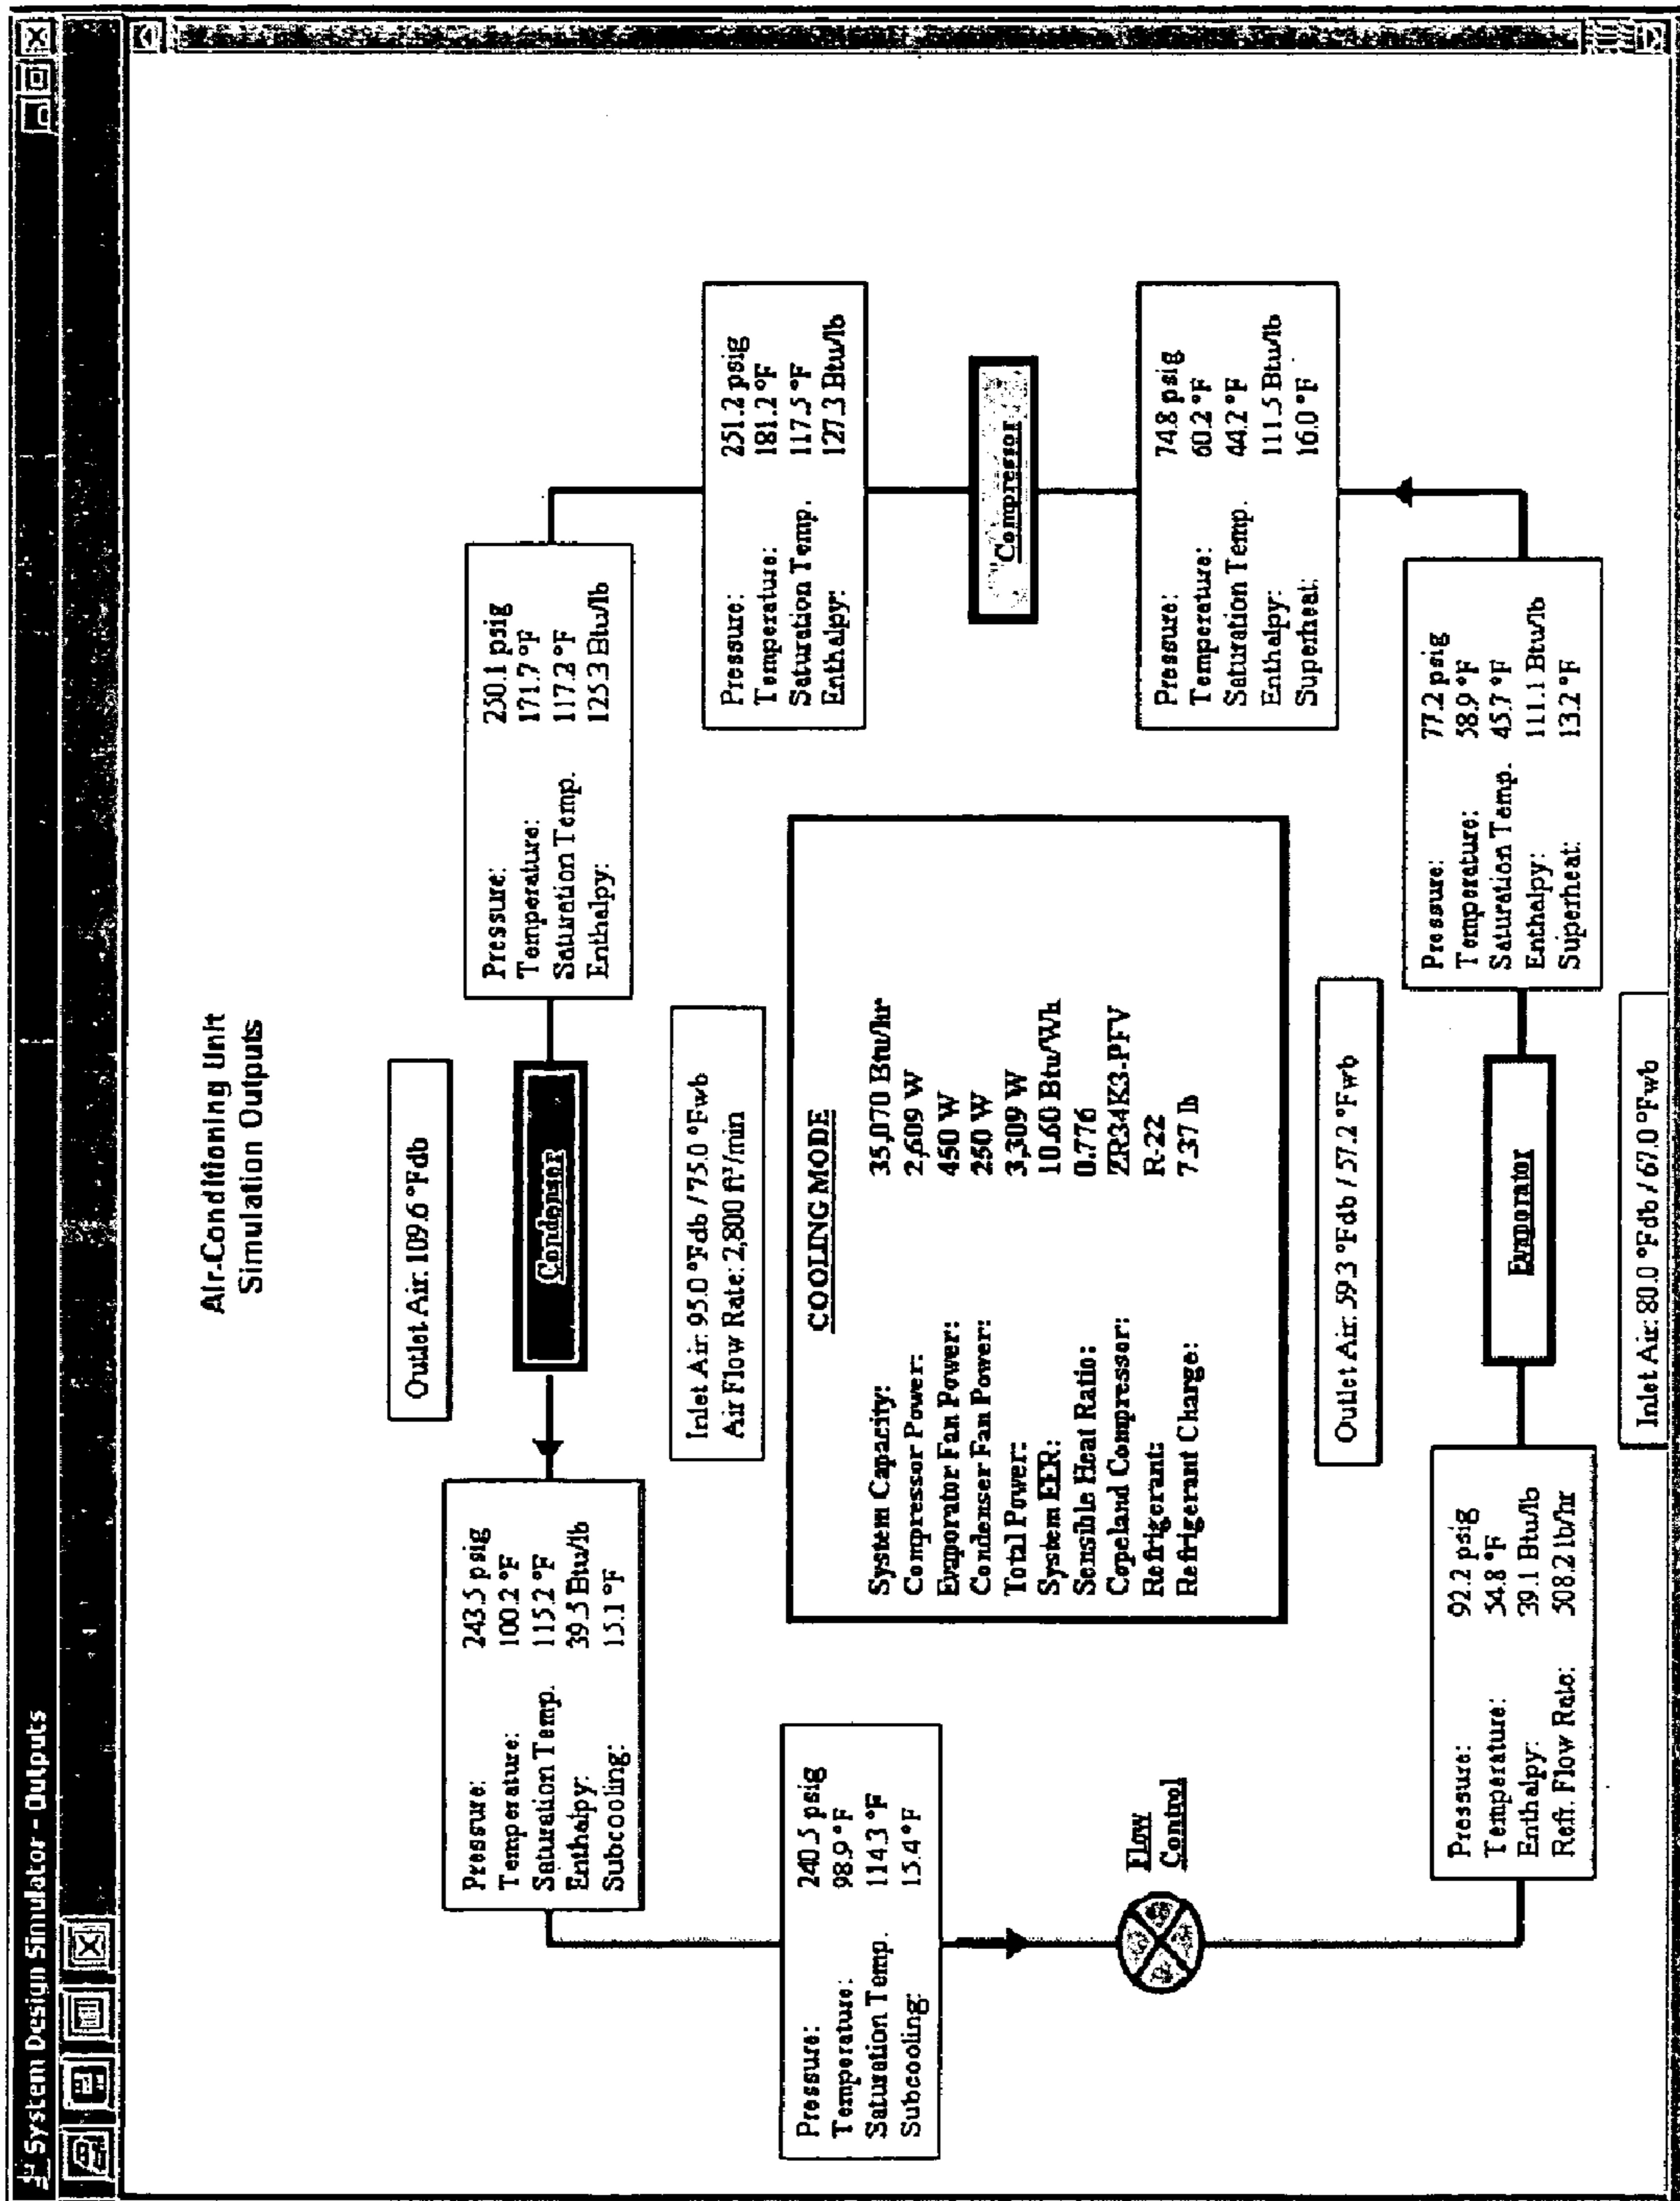 System Design Simulator - Outputs
Air-Conditioning Unit
Simulation Outputs
Outlet Air: 109.6 °Fdb
Condenser
Inlet Air: 95.0 °Fdb / 75.0 °Fwb
Air Flow Rate: 2,800 ft³/min
Pressure: 243.5 psig
Temperature: 100.2 °F
Saturation Temp. 115.2 °F
Enthalpy: 39.5 Btu/lb
Subcooling: 15.1 °F
Pressure: 250.1 psig
Temperature: 171.7 °F
Saturation Temp. 117.2 °F
Enthalpy: 125.3 Btu/lb
Pressure: 240.5 psig
Temperature: 98.9 °F
Saturation Temp. 114.3 °F
Subcooling: 15.4 °F
Pressure: 251.2 psig
Temperature: 181.2 °F
Saturation Temp. 117.5 °F
Enthalpy: 127.3 Btu/lb
COOLING MODE
System Capacity: 35,070 Btu/hr
Compressor Power: 2,609 W
Evaporator Fan Power: 450 W
Condenser Fan Power: 250 W
Total Power: 3,309 W
System EER: 10.60 Btu/Wh
Sensible Heat Ratio: 0.776
Copeland Compressor: ZR34K3-PFV
Refrigerant: R-22
Refrigerant Charge: 7.37 lb
Flow
Control
Compressor
Pressure: 74.8 psig
Temperature: 60.2 °F
Saturation Temp. 44.2 °F
Enthalpy: 111.5 Btu/lb
Superheat: 16.0 °F
Outlet Air: 59.3 °Fdb / 57.2 °Fwb
Pressure: 92.2 psig
Temperature: 54.8 °F
Enthalpy: 39.1 Btu/lb
Refr. Flow Rate: 508.2 lb/hr
Evaporator
Pressure: 77.2 psig
Temperature: 58.9 °F
Saturation Temp. 45.7 °F
Enthalpy: 111.1 Btu/lb
Superheat: 13.2 °F
Inlet Air: 80.0 °Fdb / 67.0 °Fwb